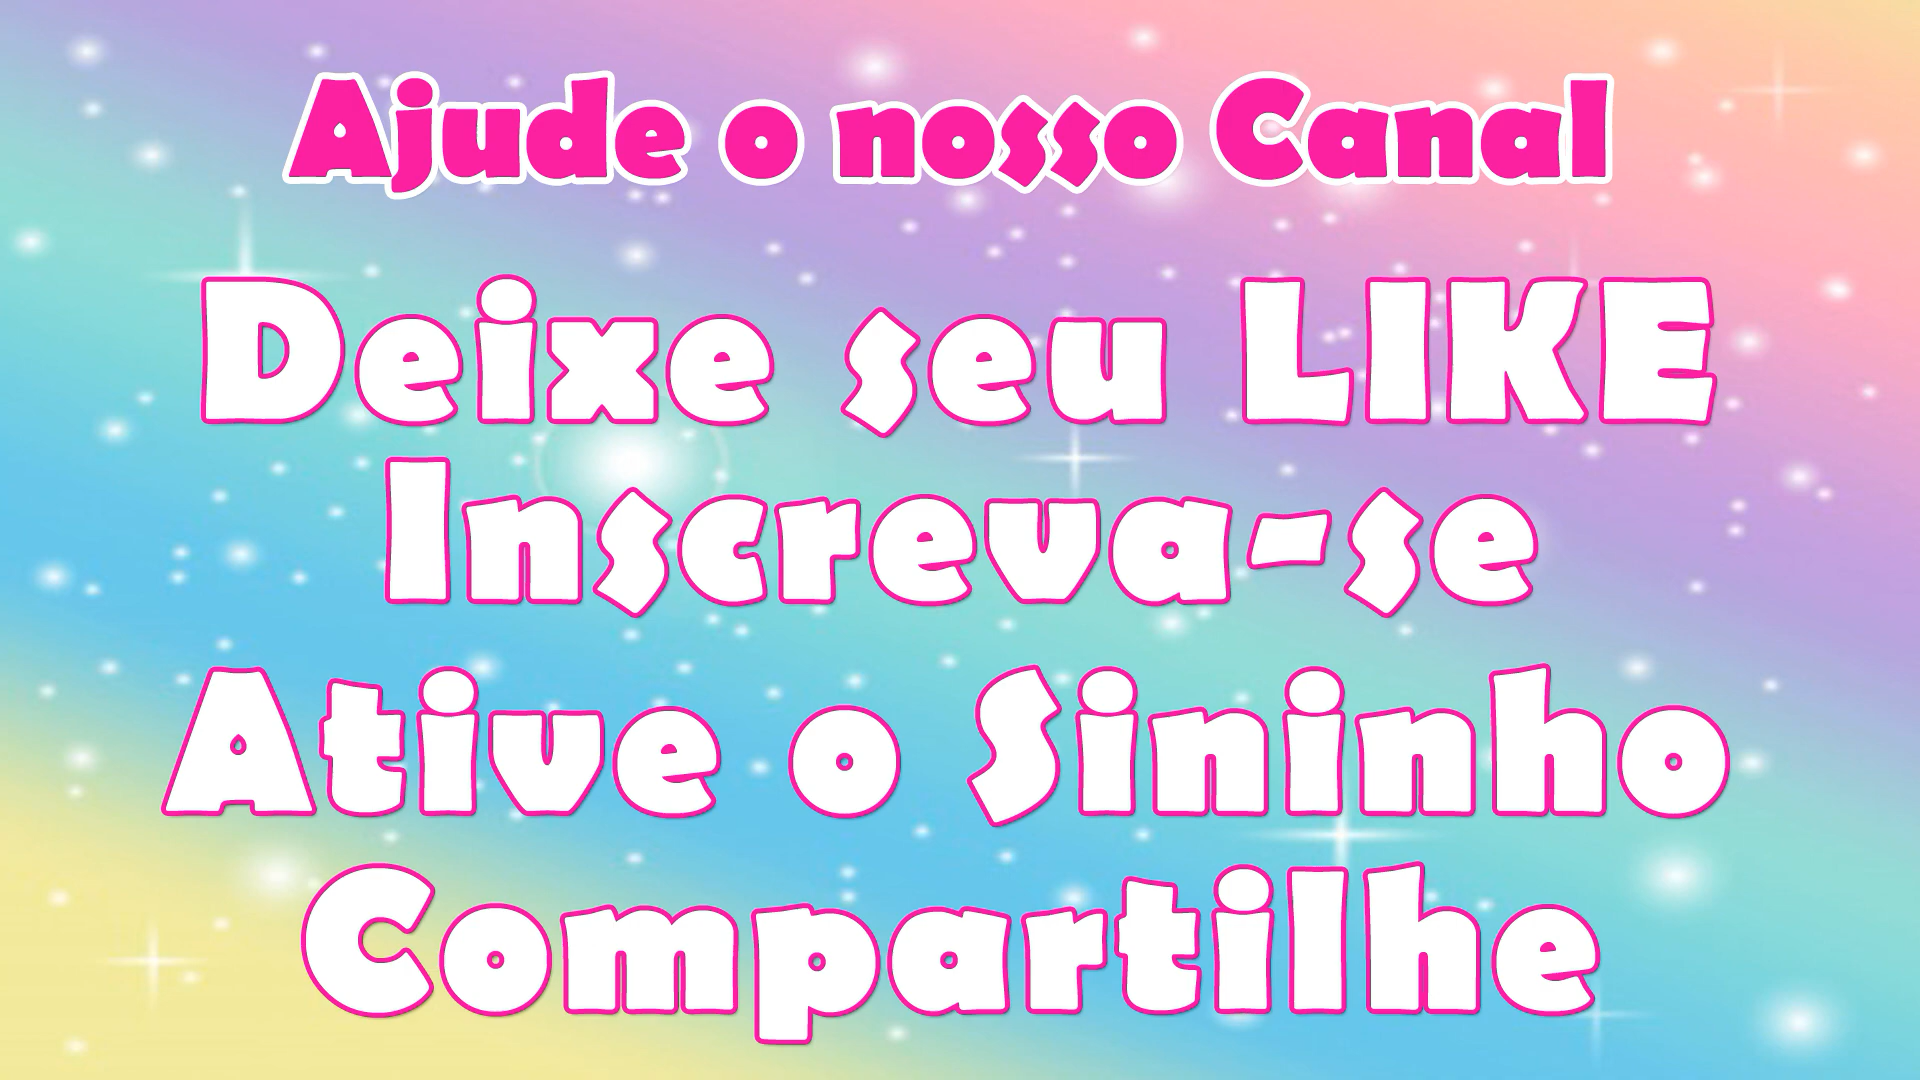 Ajude o nosso Canal
Deixe seu LIKE
Inscreva-se
Ative o Sininho
Compartilhe